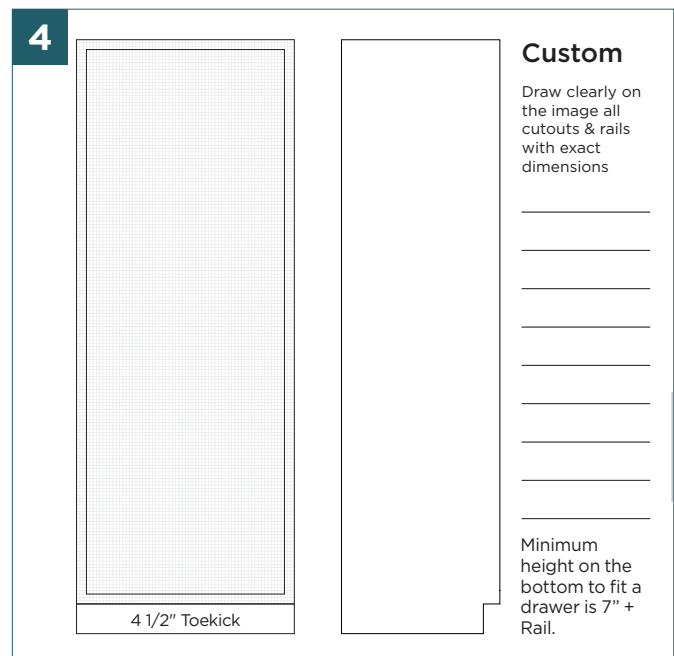 4
Custom
Draw clearly on
the image all
cutouts & rails
with exact
dimensions
Minimum
height on the
bottom to fit a
drawer is 7” +
Rail.
4 1/2" Toekick